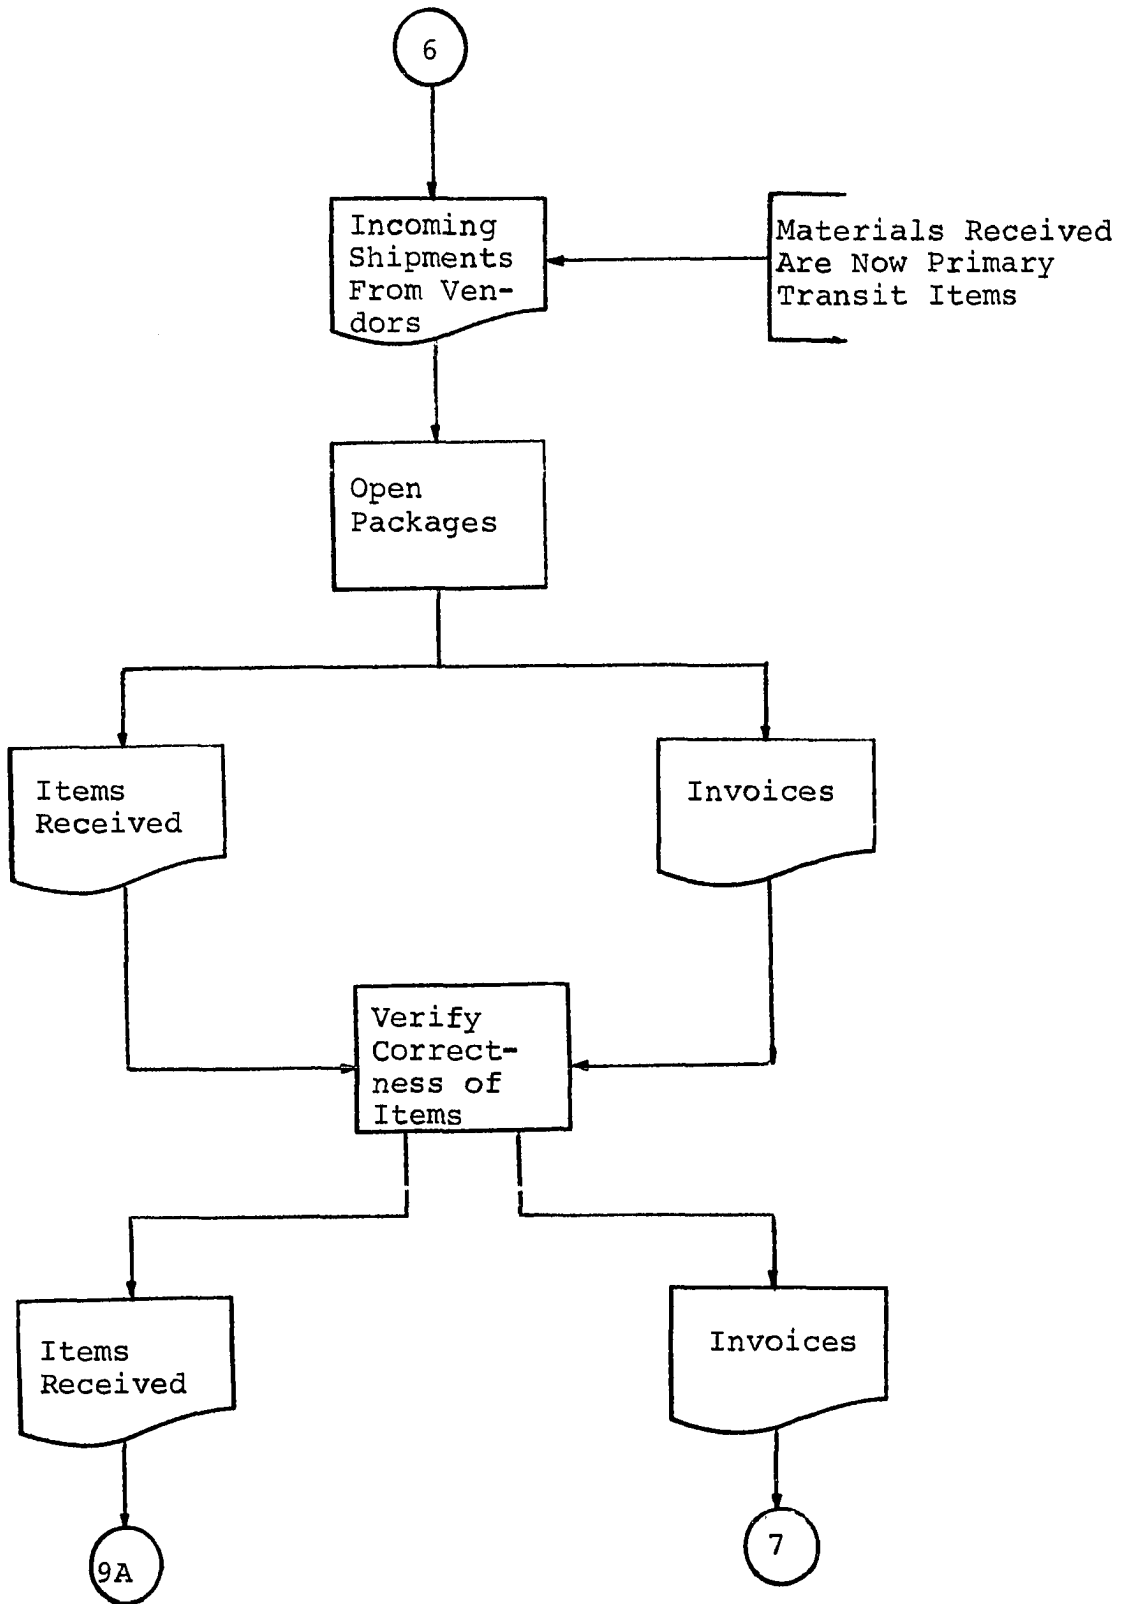 6
Incoming
Shipments
From Ven-
dors
Materials Received
Are Now Primary
Transit Items
Open
Packages
Items
Received
Invoices
Verify
Correct-
ness of
Items
Items
Received
Invoices
9A
7